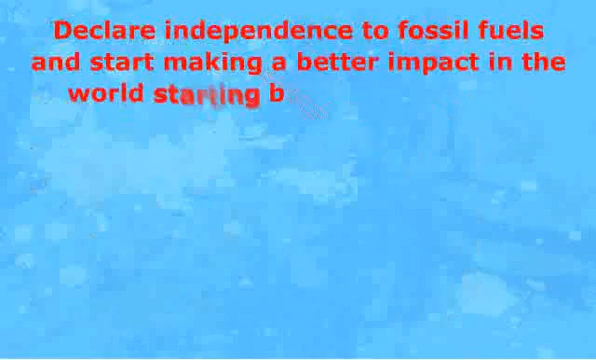 Declare independence to fossil fuels
and start making a better impact in the
world starting b